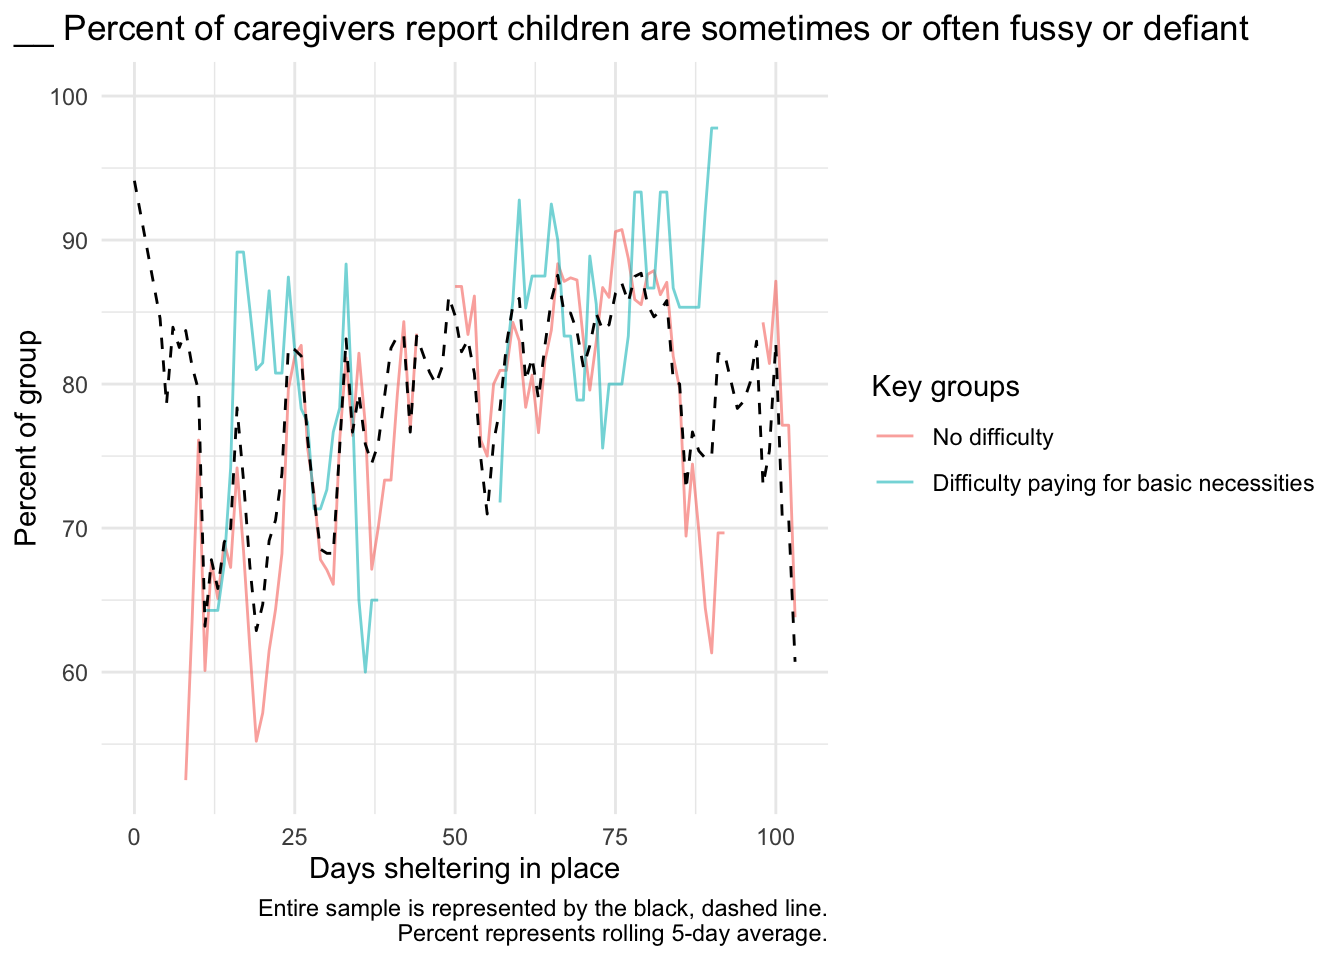 __ Percent of caregivers report children are sometimes or often fussy or defiant
100
90
80
70
60
Percent of group
0 25 50 75 100
Days sheltering in place
Key groups
No difficulty
Difficulty paying for basic necessities
Entire sample is represented by the black, dashed line.
Percent represents rolling 5-day average.